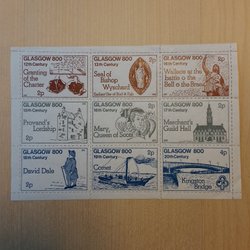 GLASGOW 800
12th Century
Granting of
the Charter
2p
GLASGOW 800
13th Century
Seal of
Bishop
Wyschard
2p
GLASGOW 800
13th Century
Wallace at the
battle o the
Bell o the Brae
2p
GLASGOW 800
15th Century
Provand's
Lordship
2p
GLASGOW 800
16th Century
Mary,
Queen of Scots
2p
GLASGOW 800
17th Century
Merchant's
Guild Hall
2p
GLASGOW 800
18th Century
David Dale
2p
GLASGOW 800
19th Century
Comet
2p
GLASGOW 800
20th Century
Kingston
Bridge
2p